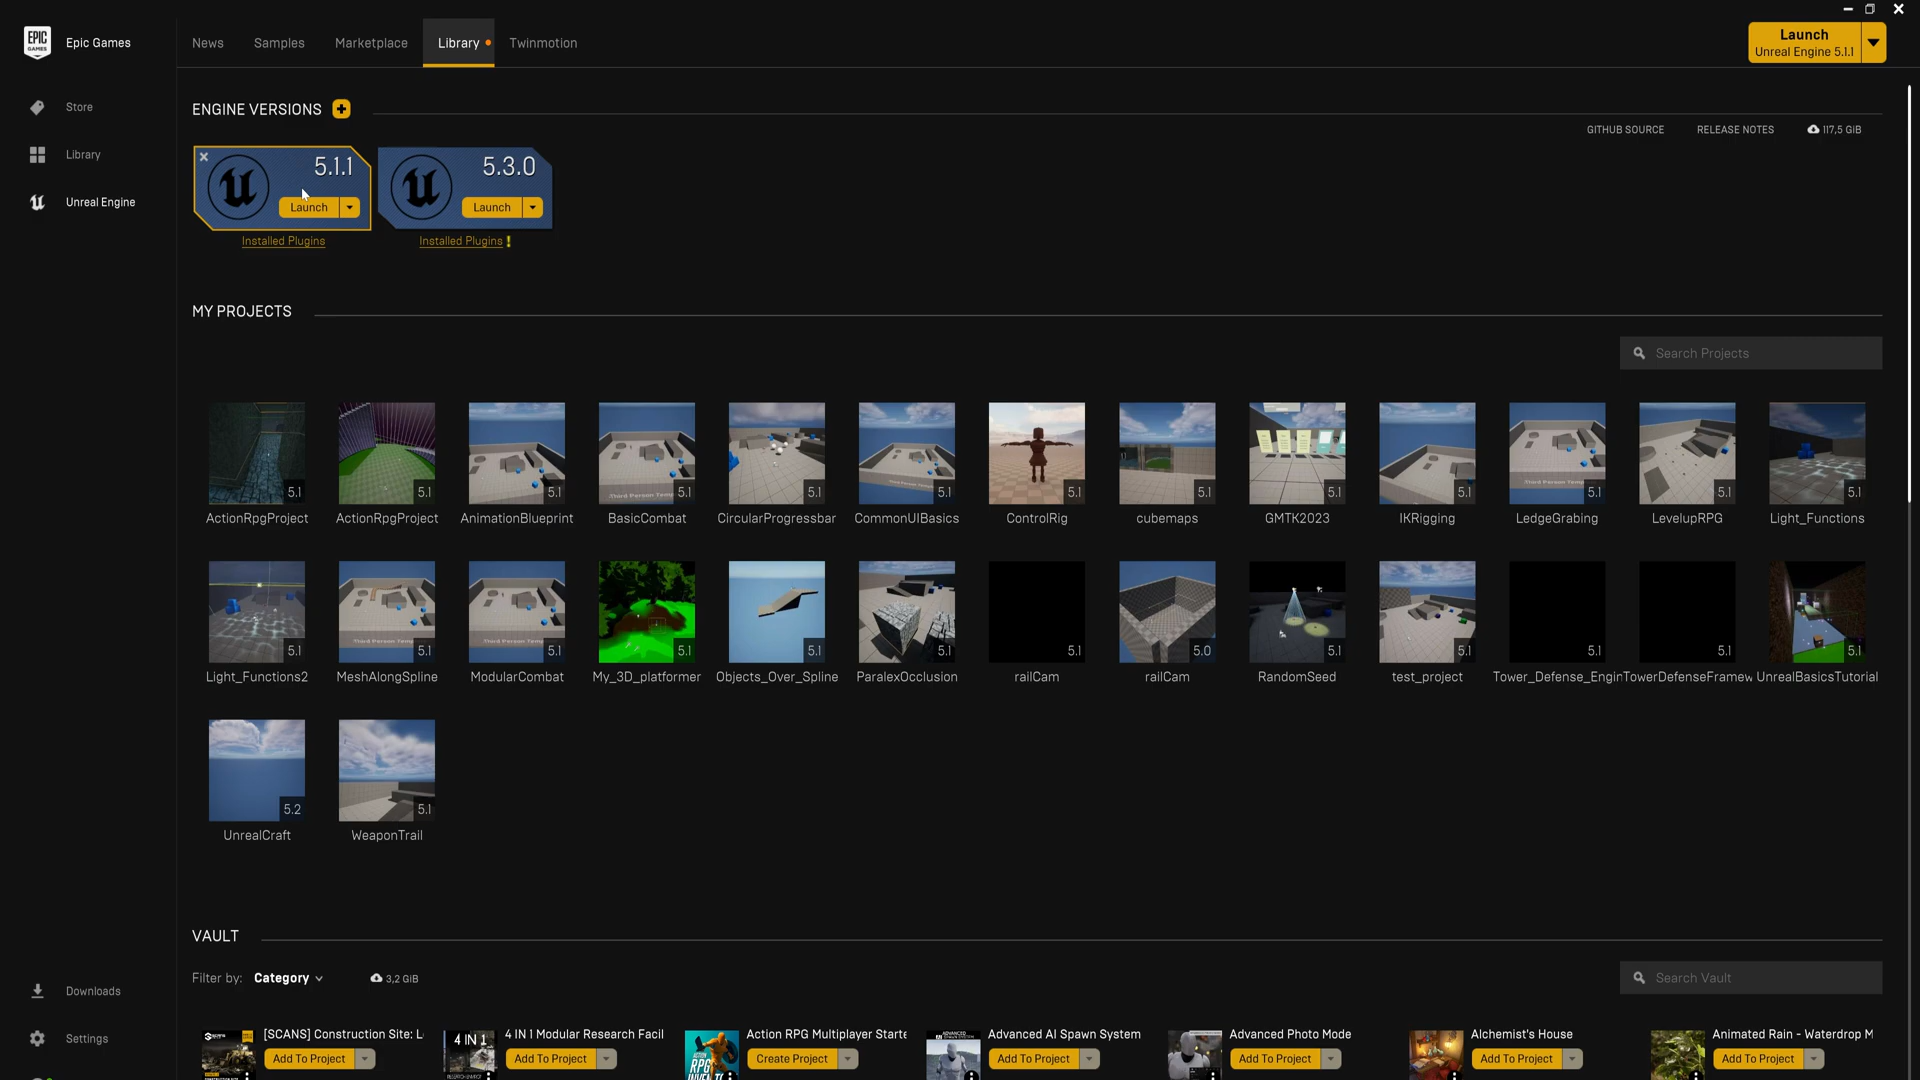 EPIC GAMES
Epic Games
News
Samples
Marketplace
Library
Twinmotion
Launch
Unreal Engine 5.1.1
Store
Library
Unreal Engine
ENGINE VERSIONS
GITHUB SOURCE
RELEASE NOTES
117,5 GiB
5.1.1
Launch
Installed Plugins
5.3.0
Launch
Installed Plugins !
MY PROJECTS
Search Projects
5.1 5.1 5.1 5.1 5.1 5.1 5.1 5.1 5.1 5.1 5.1 5.1 5.1
ActionRpgProject ActionRpgProject AnimationBlueprint BasicCombat CircularProgressbar CommonUIBasics ControlRig cubemaps GMTK2023 IKRigging LedgeGrabing LevelupRPG Light_Functions
5.1 5.1 5.1 5.1 5.1 5.1 5.1 5.0 5.1 5.1 5.1 5.1 5.1
Light_Functions2 MeshAlongSpline ModularCombat My_3D_platformer Objects_Over_Spline ParalexOcclusion railCam railCam RandomSeed test_project Tower_Defense_Engin TowerDefenseFramew UnrealBasicsTutorial
5.2 5.1
UnrealCraft WeaponTrail
VAULT
Filter by: Category
3,2 GiB
Search Vault
[SCANS] Construction Site: L
Add To Project
4 IN 1
4 IN 1 Modular Research Facil
Add To Project
ACTION RPG
Action RPG Multiplayer Starte
Create Project
Advanced AI Spawn System
Add To Project
Advanced Photo Mode
Add To Project
Alchemist's House
Add To Project
Animated Rain - Waterdrop M
Add To Project
Downloads
Settings